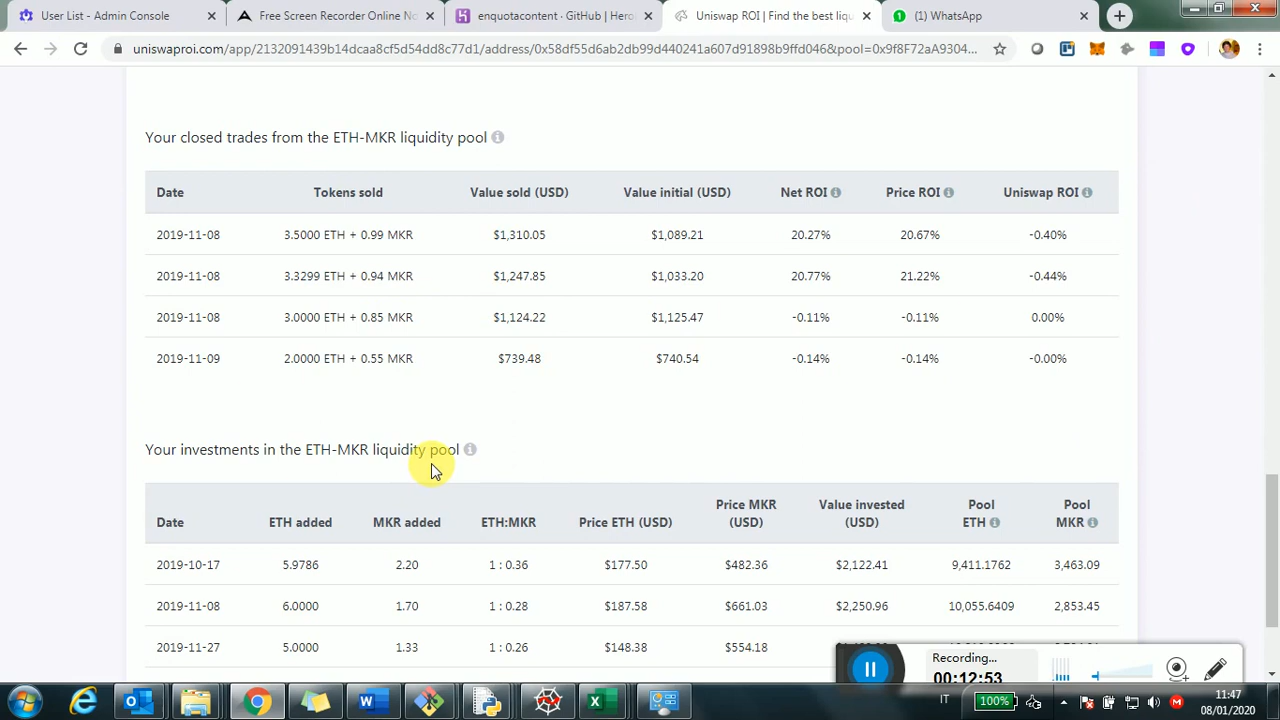 User List - Admin Console
Free Screen Recorder Online No
enquotacontent · GitHub | Hero
Uniswap ROI | Find the best liqu
(1) WhatsApp
uniswaproi.com/app/2132091439b14dcaa8cf5d54dd8c77d1/address/0x58df55d6ab2db99d440241a607d91898b9ffd046&pool=0x9f8F72aA9304...
Your closed trades from the ETH-MKR liquidity pool
Date Tokens sold Value sold (USD) Value initial (USD) Net ROI Price ROI Uniswap ROI
2019-11-08 3.5000 ETH + 0.99 MKR $1,310.05 $1,089.21 20.27% 20.67% -0.40%
2019-11-08 3.3299 ETH + 0.94 MKR $1,247.85 $1,033.20 20.77% 21.22% -0.44%
2019-11-08 3.0000 ETH + 0.85 MKR $1,124.22 $1,125.47 -0.11% -0.11% 0.00%
2019-11-09 2.0000 ETH + 0.55 MKR $739.48 $740.54 -0.14% -0.14% -0.00%
Your investments in the ETH-MKR liquidity pool
Date ETH added MKR added ETH:MKR Price ETH (USD) Price MKR (USD) Value invested (USD) Pool ETH Pool MKR
2019-10-17 5.9786 2.20 1 : 0.36 $177.50 $482.36 $2,122.41 9,411.1762 3,463.09
2019-11-08 6.0000 1.70 1 : 0.28 $187.58 $661.03 $2,250.96 10,055.6409 2,853.45
2019-11-27 5.0000 1.33 1 : 0.26 $148.38 $554.18
Recording...
00:12:53
IT 100% 11:47
08/01/2020